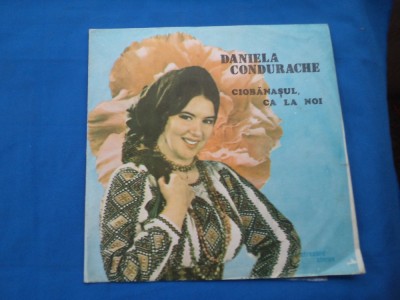 DANIELA
CONDURACHE
CIOBĂNAȘUL,
CA LA NOI